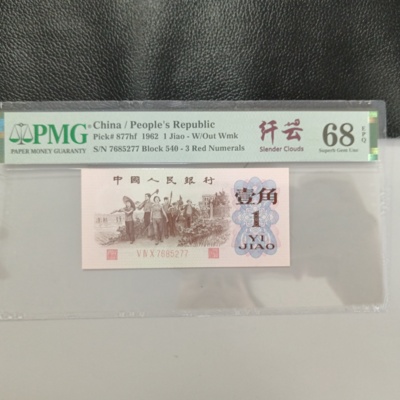 PMG
PAPER MONEY GUARANTY
China / People's Republic
Pick# 877hf 1962 1 Jiao - W/Out Wmk
S/N 7685277 Block 540 - 3 Red Numerals
纤云
Slender Clouds
68 EPQ
Superb Gem Unc
中國人民銀行
壹角
1
YI
JIAO
X 7685277